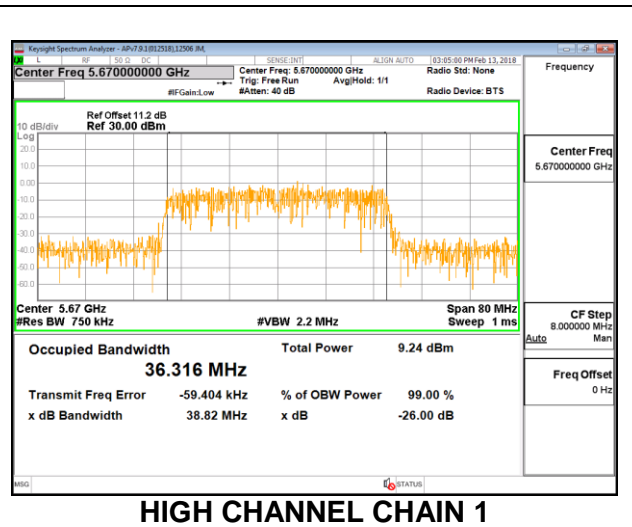 Keysight Spectrum Analyzer - APv7.9.1(012518),12506 JM,
L RF 50 Ω DC SENSE:INT ALIGN AUTO 03:05:00 PM Feb 13, 2018
Center Freq 5.670000000 GHz Center Freq: 5.670000000 GHz Radio Std: None Frequency
Trig: Free Run Avg|Hold: 1/1
#IFGain:Low #Atten: 40 dB Radio Device: BTS
Ref Offset 11.2 dB
10 dB/div Ref 30.00 dBm
Log
20.0
10.0
0.00
-10.0
-20.0
-30.0
-40.0
-50.0
-60.0
Center Freq
5.670000000 GHz
Center 5.67 GHz Span 80 MHz
#Res BW 750 kHz #VBW 2.2 MHz Sweep 1 ms
CF Step
8.000000 MHz
Auto Man
Occupied Bandwidth Total Power 9.24 dBm
36.316 MHz
Freq Offset
0 Hz
Transmit Freq Error -59.404 kHz % of OBW Power 99.00 %
x dB Bandwidth 38.82 MHz x dB -26.00 dB
MSG STATUS
HIGH CHANNEL CHAIN 1